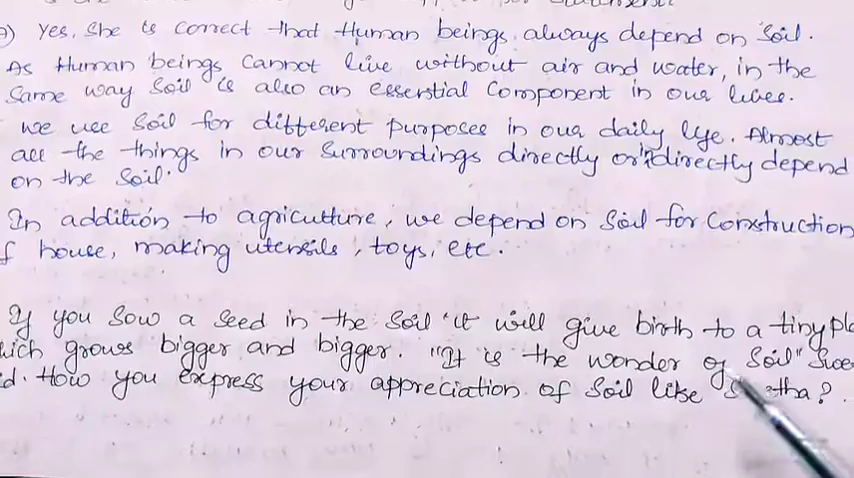 A) Yes, She is correct that Human beings always depend on Soil.
As Human beings Cannot live without air and water, in the
Same way Soil is also an essential Component in our lives.
We use Soil for different purposes in our daily life. Almost
all the things in our Surroundings directly or indirectly depend
on the Soil.
In addition to agriculture, we depend on Soil for Construction
f house, making utensils, toys, etc.
If you Sow a Seed in the Soil it will give birth to a tiny pla
hich grows bigger and bigger. "It is the wonder of Soil" Swe
id. How you express your appreciation of Soil like